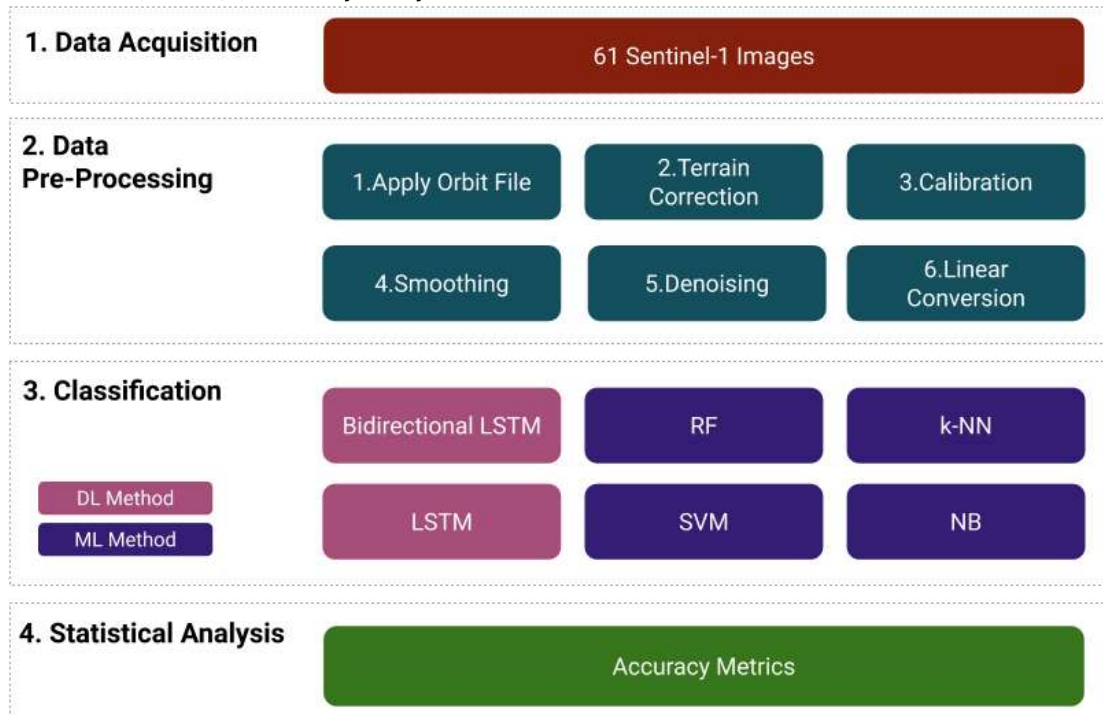 1. Data Acquisition
61 Sentinel-1 Images
2. Data
Pre-Processing
1.Apply Orbit File
2.Terrain
Correction
3.Calibration
4.Smoothing
5.Denoising
6.Linear
Conversion
3. Classification
Bidirectional LSTM
RF
k-NN
DL Method
ML Method
LSTM
SVM
NB
4. Statistical Analysis
Accuracy Metrics